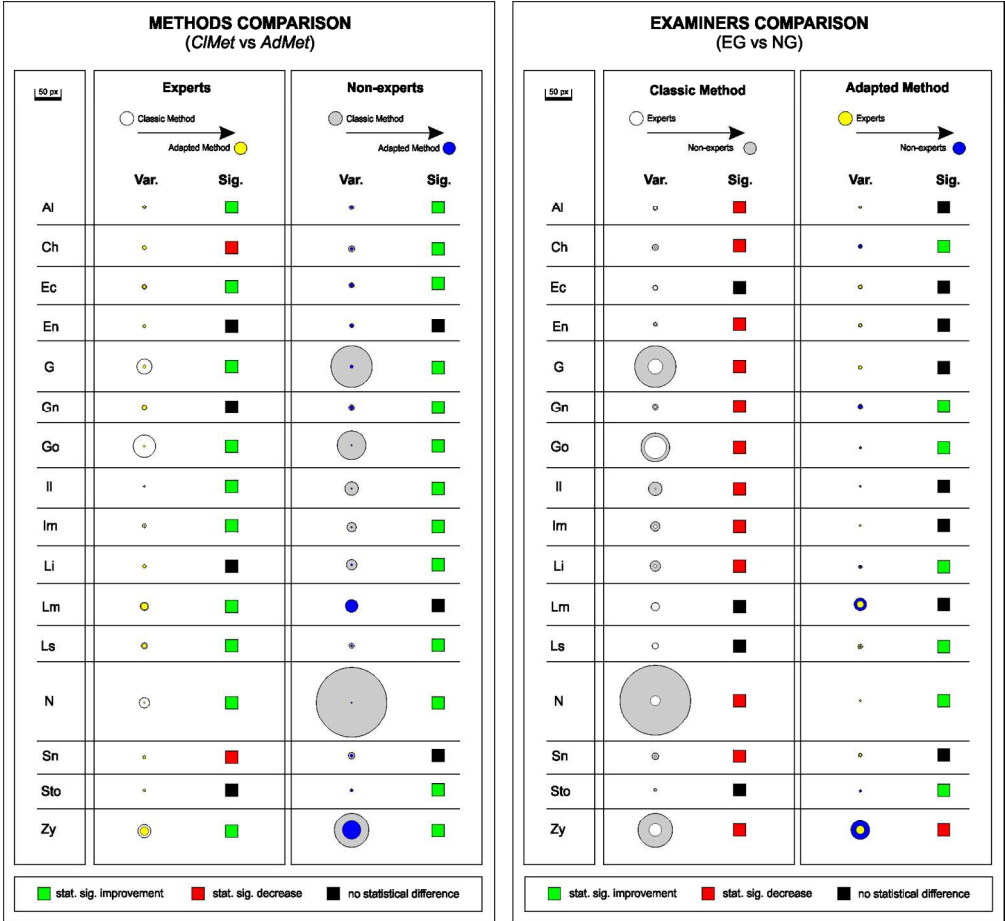 METHODS COMPARISON
(ClMet vs AdMet)
50 px
Experts
Non-experts
Classic Method
Adapted Method
Classic Method
Adapted Method
Var.
Sig.
Var.
Sig.
Al
Ch
Ec
En
G
Gn
Go
Il
Im
Li
Lm
Ls
N
Sn
Sto
Zy
stat. sig. improvement
stat. sig. decrease
no statistical difference
EXAMINERS COMPARISON
(EG vs NG)
50 px
Classic Method
Adapted Method
Experts
Non-experts
Experts
Non-experts
Var.
Sig.
Var.
Sig.
Al
Ch
Ec
En
G
Gn
Go
Il
Im
Li
Lm
Ls
N
Sn
Sto
Zy
stat. sig. improvement
stat. sig. decrease
no statistical difference